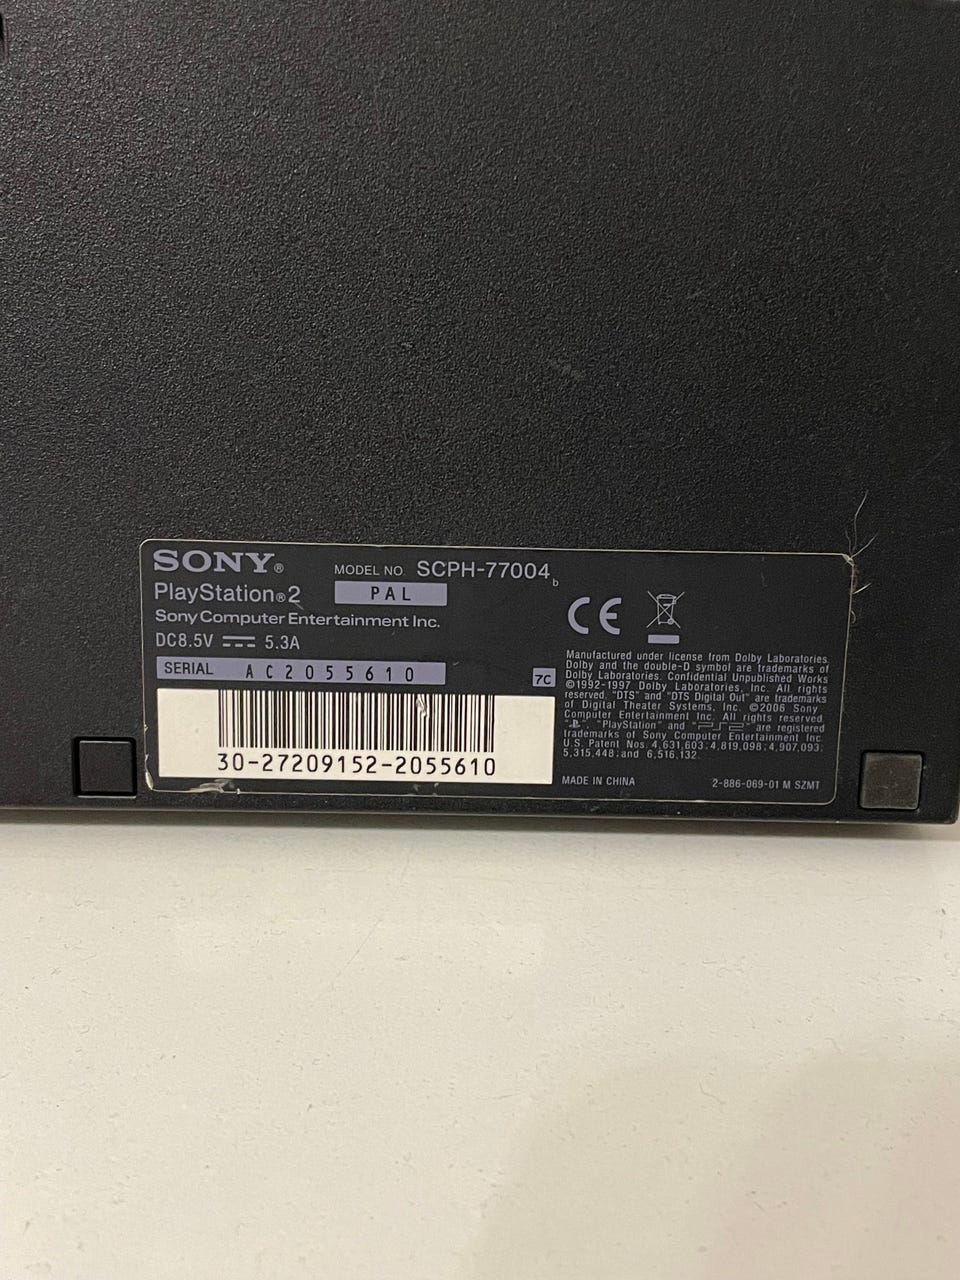 SONY®
MODEL NO. SCPH-77004 b
PlayStation®2
PAL
Sony Computer Entertainment Inc.
DC8.5V 5.3A
SERIAL AC2055610
7C
30-27209152-2055610
CE
Manufactured under license from Dolby Laboratories.
Dolby and the double-D symbol are trademarks of
Dolby Laboratories. Confidential Unpublished Works
©1992-1997 Dolby Laboratories, Inc. All rights
reserved. "DTS" and "DTS Digital Out" are trademarks
of Digital Theater Systems, Inc. ©2006 Sony
Computer Entertainment Inc. All rights reserved.
" ", "PlayStation" and "PS2" are registered
trademarks of Sony Computer Entertainment Inc.
U.S. Patent Nos. 4,631,603;4,819,098;4,907,093;
5,315,448;and 6,516,132.
MADE IN CHINA
2-886-069-01 M SZMT